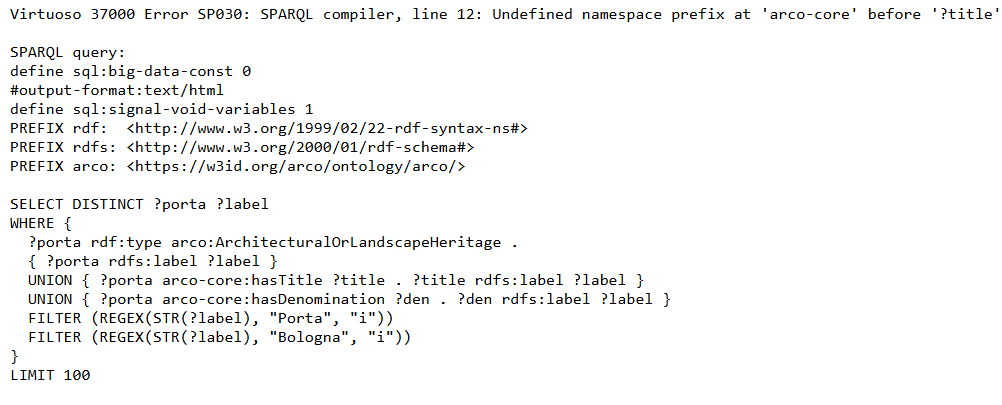 Virtuoso 37000 Error SP030: SPARQL compiler, line 12: Undefined namespace prefix at 'arco-core' before '?title'

SPARQL query:
define sql:big-data-const 0
#output-format:text/html
define sql:signal-void-variables 1
PREFIX rdf:  <http://www.w3.org/1999/02/22-rdf-syntax-ns#>
PREFIX rdfs: <http://www.w3.org/2000/01/rdf-schema#>
PREFIX arco: <https://w3id.org/arco/ontology/arco/>

SELECT DISTINCT ?porta ?label
WHERE {
  ?porta rdf:type arco:ArchitecturalOrLandscapeHeritage .
  { ?porta rdfs:label ?label }
  UNION { ?porta arco-core:hasTitle ?title . ?title rdfs:label ?label }
  UNION { ?porta arco-core:hasDenomination ?den . ?den rdfs:label ?label }
  FILTER (REGEX(STR(?label), "Porta", "i"))
  FILTER (REGEX(STR(?label), "Bologna", "i"))
}
LIMIT 100